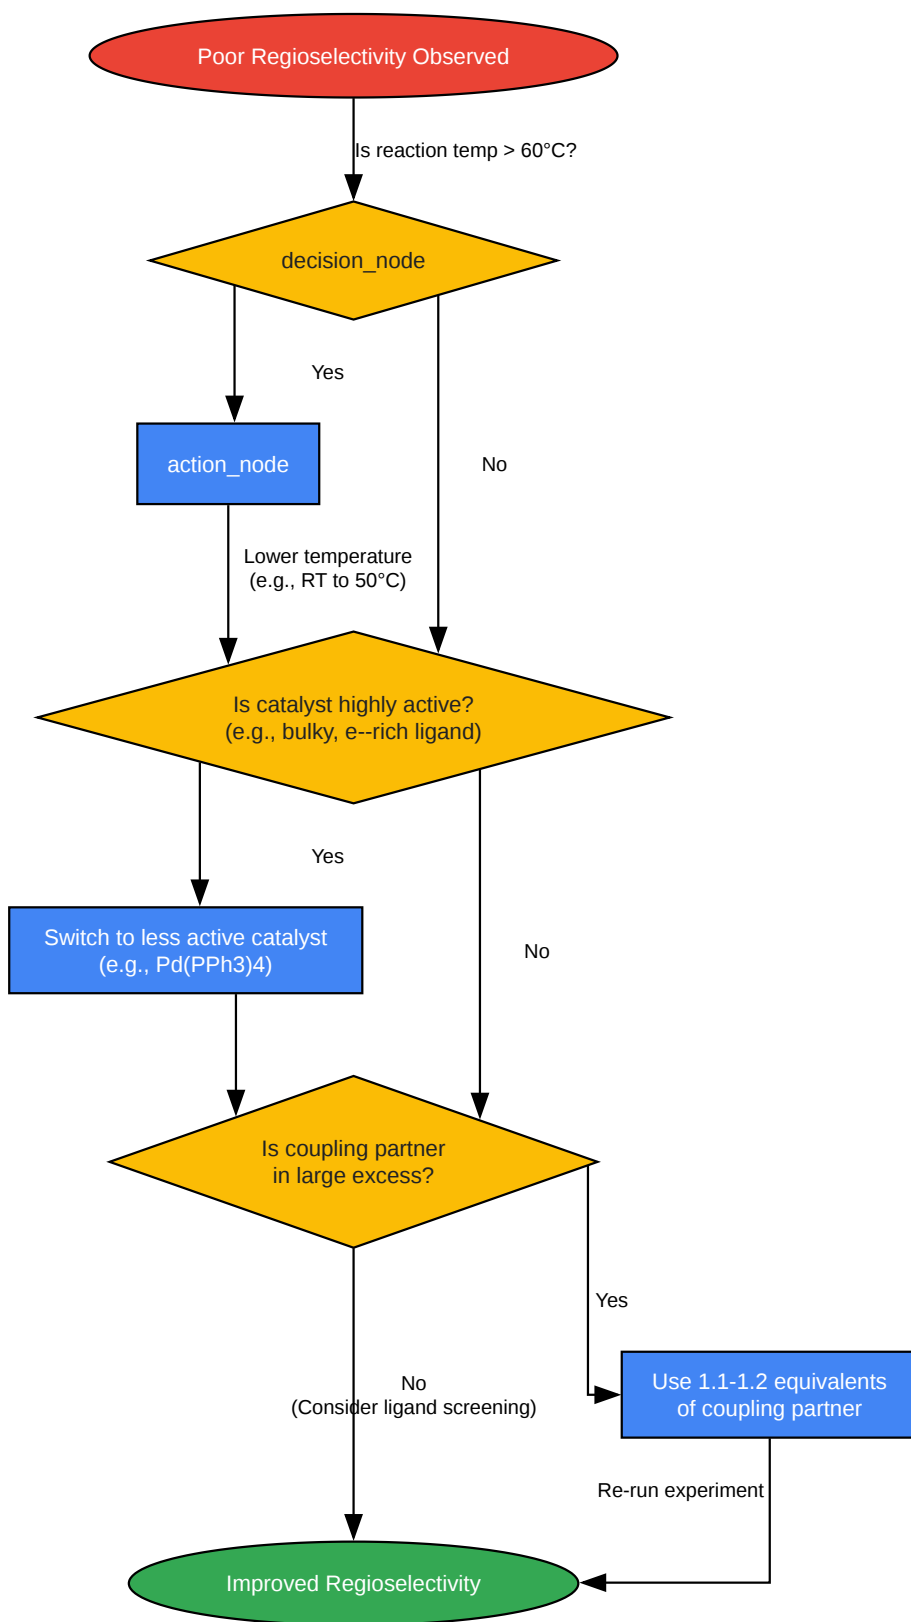 Poor Regioselectivity Observed
Is reaction temp > 60°C?
decision_node
Yes
action_node
No
Lower temperature
(e.g., RT to 50°C)
Is catalyst highly active?
(e.g., bulky, e--rich ligand)
Yes
Switch to less active catalyst
(e.g., Pd(PPh3)4)
No
Is coupling partner
in large excess?
Yes
No
(Consider ligand screening)
Use 1.1-1.2 equivalents
of coupling partner
Re-run experiment
Improved Regioselectivity